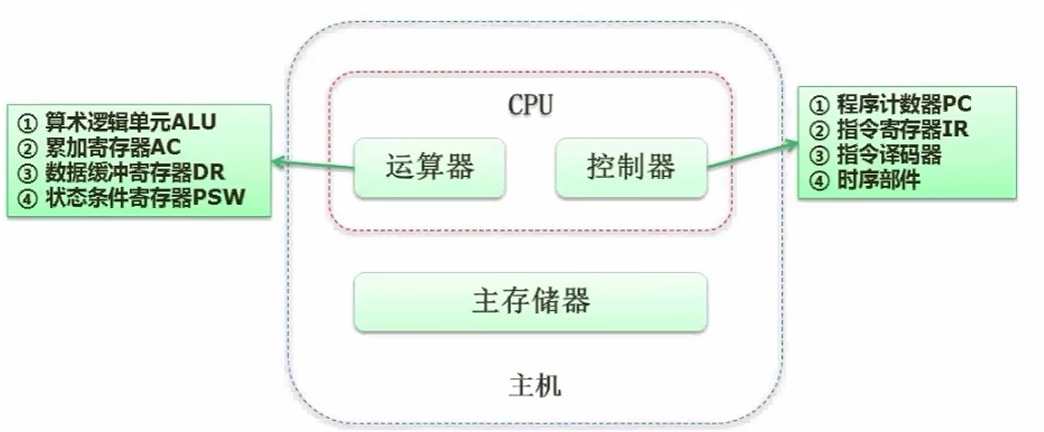 CPU
① 算术逻辑单元ALU
② 累加寄存器AC
③ 数据缓冲寄存器DR
④ 状态条件寄存器PSW
运算器
控制器
① 程序计数器PC
② 指令寄存器IR
③ 指令译码器
④ 时序部件
主存储器
主机